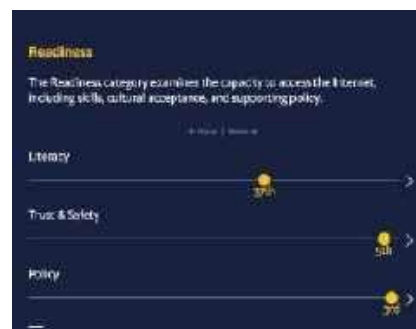 Readiness
The Readiness category examines the capacity to access the Internet,
including skills, cultural acceptance, and supporting policy.
Literacy
Trust & Safety
5th
Policy
3rd